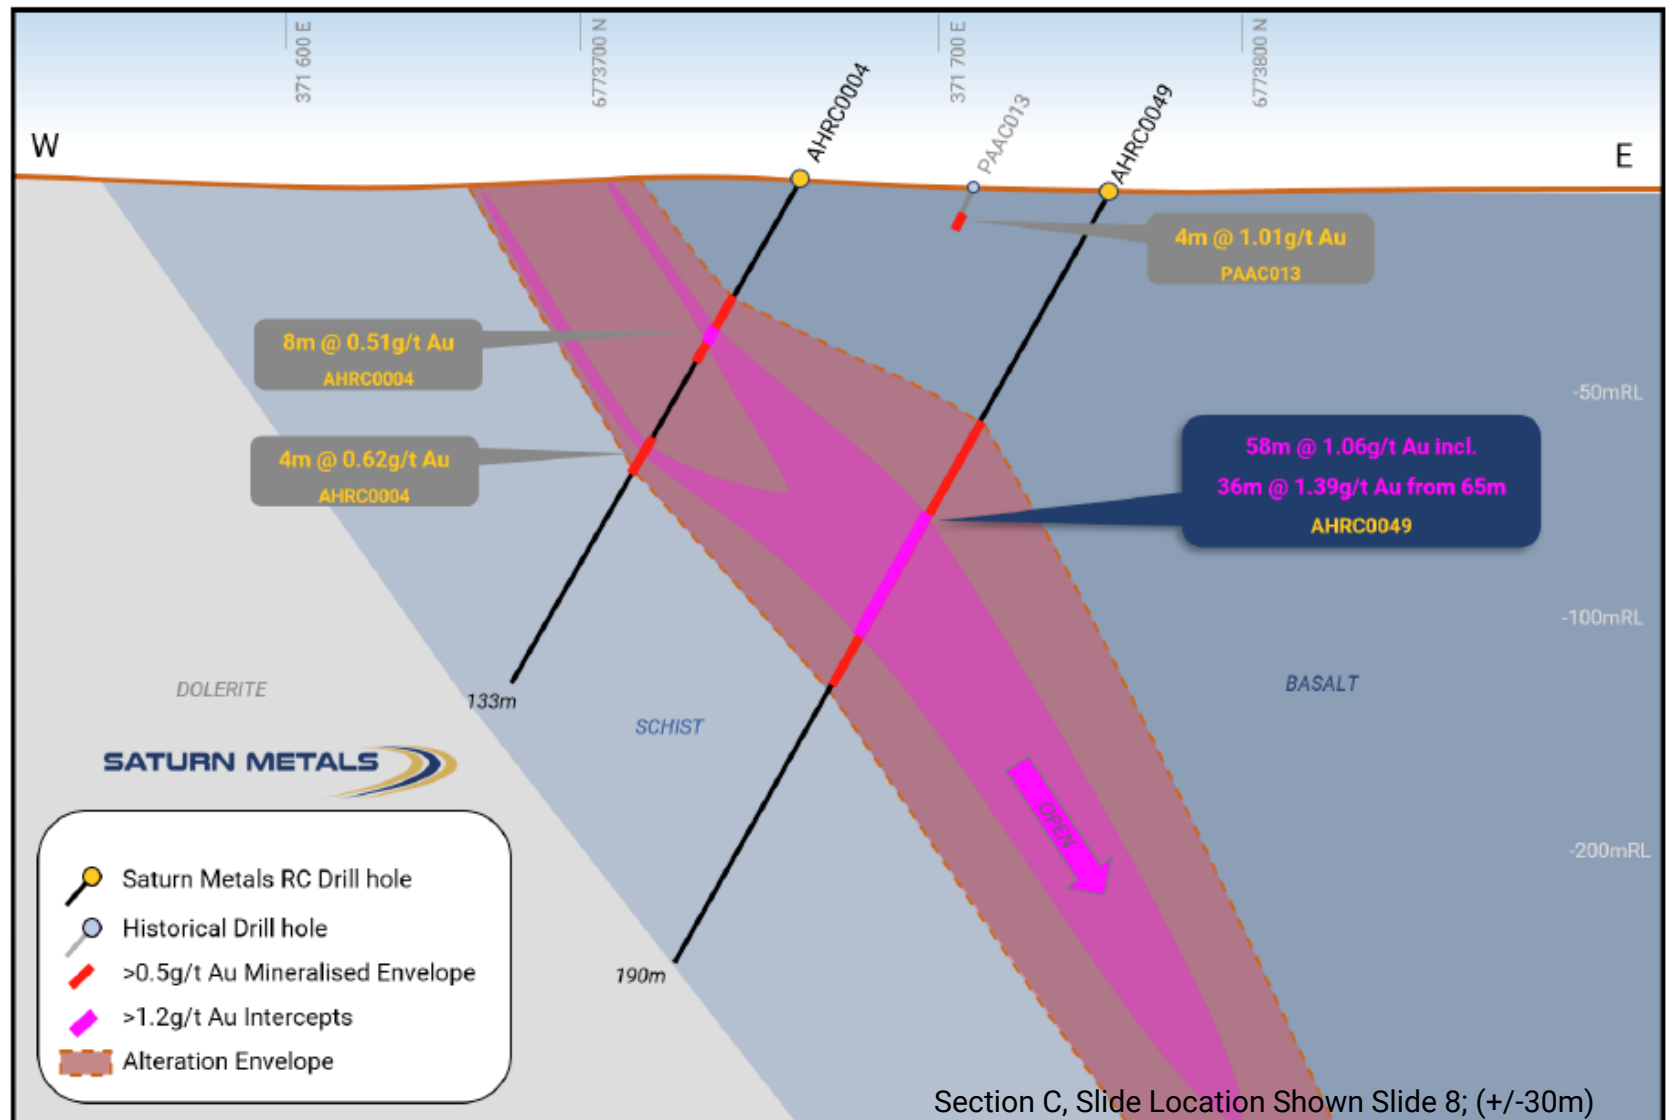 371 600 E
6773700 N
371 700 E
6773800 N
W
E
AHRC0004
PAAC013
AHRC0049
4m @ 1.01g/t Au
PAAC013
8m @ 0.51g/t Au
AHRC0004
-50mRL
4m @ 0.62g/t Au
AHRC0004
58m @ 1.06g/t Au incl.
36m @ 1.39g/t Au from 65m
AHRC0049
-100mRL
DOLERITE
133m
SCHIST
BASALT
SATURN METALS
OPEN
-200mRL
190m
Saturn Metals RC Drill hole
Historical Drill hole
>0.5g/t Au Mineralised Envelope
>1.2g/t Au Intercepts
Alteration Envelope
Section C, Slide Location Shown Slide 8; (+/-30m)